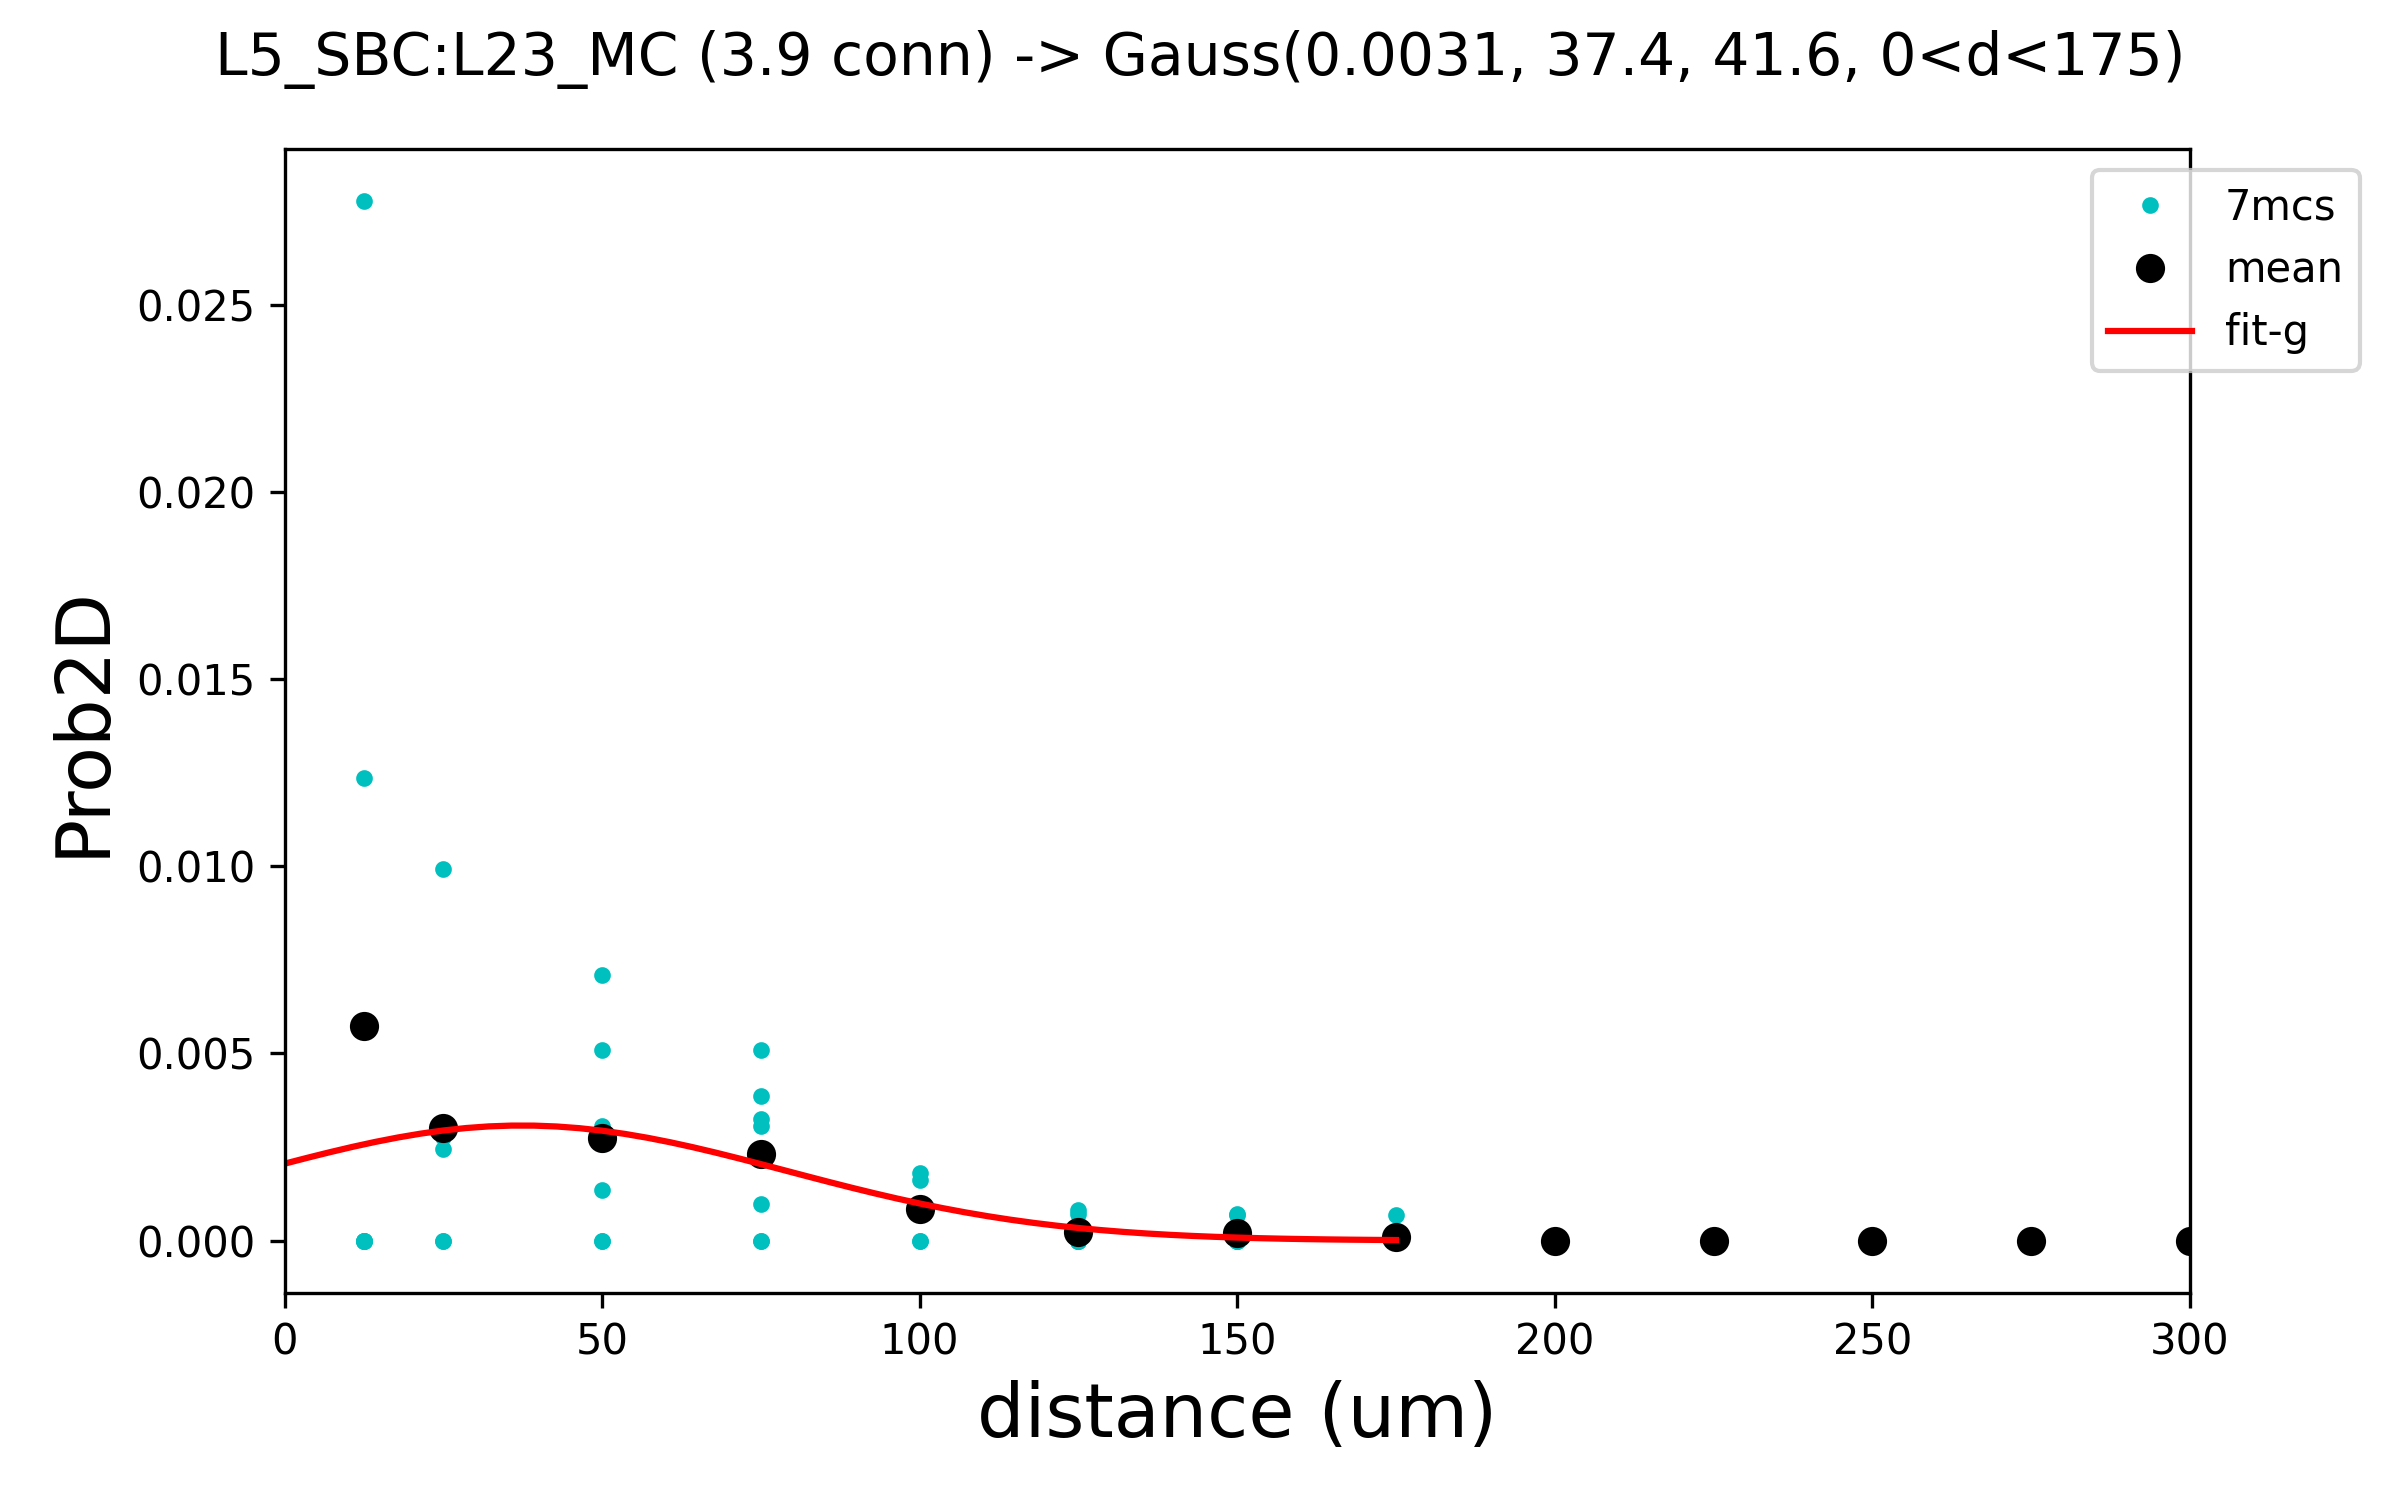 L5_SBC:L23_MC (3.9 conn) -> Gauss(0.0031, 37.4, 41.6, 0<d<175)
7mcs
mean
fit-g
Prob2D
0.025
0.020
0.015
0.010
0.005
0.000
0 50 100 150 200 250 300
distance (um)